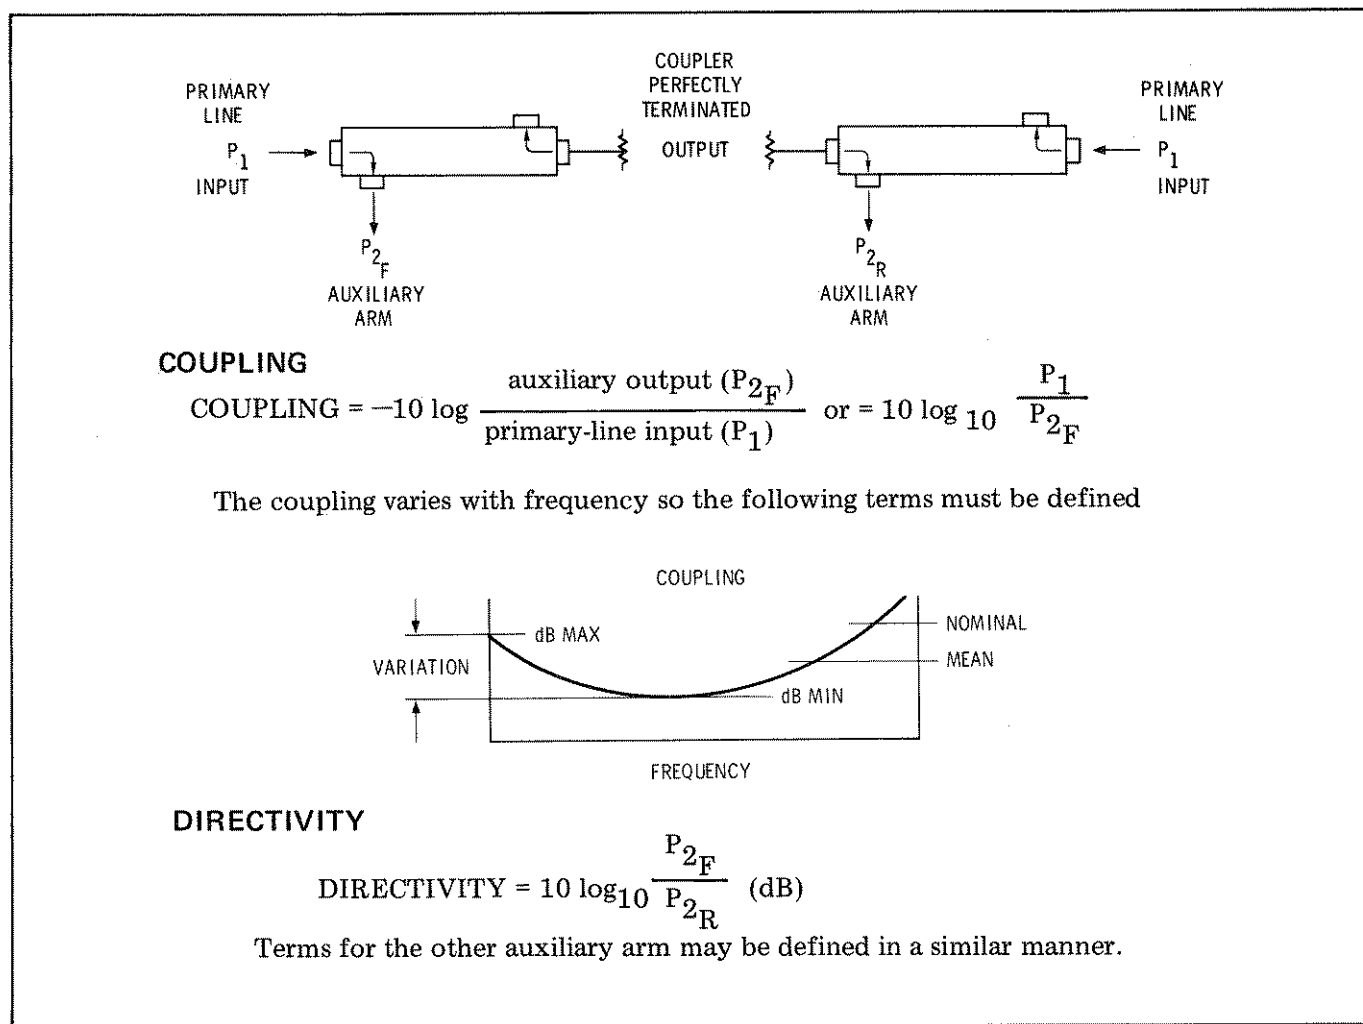 PRIMARY
LINE
P1
INPUT
P2F
AUXILIARY
ARM
COUPLER
PERFECTLY
TERMINATED
OUTPUT
PRIMARY
LINE
P1
INPUT
P2R
AUXILIARY
ARM
COUPLING
COUPLING = —10 log auxiliary output (P2F) / primary-line input (P1) or = 10 log 10 P1 / P2F
The coupling varies with frequency so the following terms must be defined
COUPLING
dB MAX
VARIATION
NOMINAL
MEAN
dB MIN
FREQUENCY
DIRECTIVITY
DIRECTIVITY = 10 log10 P2F / P2R (dB)
Terms for the other auxiliary arm may be defined in a similar manner.